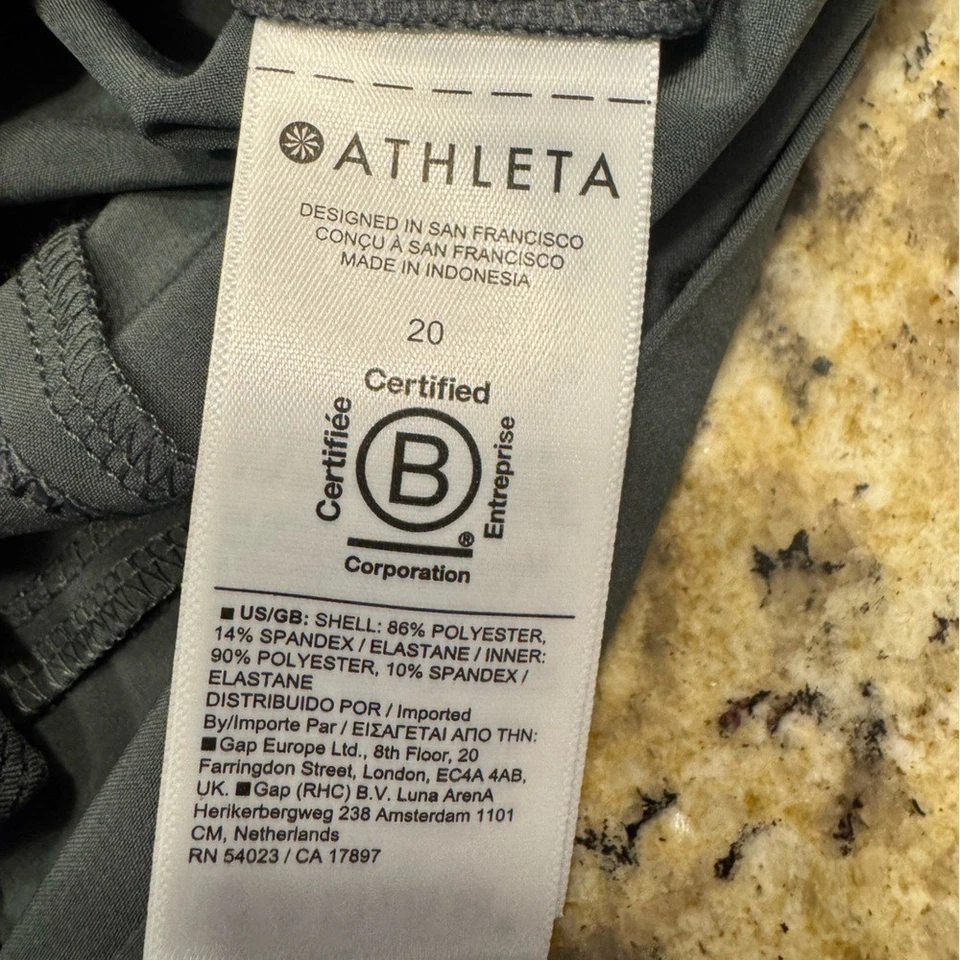 ATHLETA
DESIGNED IN SAN FRANCISCO
CONÇU À SAN FRANCISCO
MADE IN INDONESIA
20
Certified
Certifiée
B
Entreprise
®
Corporation
■ US/GB: SHELL: 86% POLYESTER,
14% SPANDEX / ELASTANE / INNER:
90% POLYESTER, 10% SPANDEX /
ELASTANE
DISTRIBUIDO POR / Imported
By/Importe Par / ΕΙΣΑΓΕΤΑΙ ΑΠΟ ΤΗΝ:
■ Gap Europe Ltd., 8th Floor, 20
Farringdon Street, London, EC4A 4AB,
UK. ■ Gap (RHC) B.V. Luna ArenA
Herikerbergweg 238 Amsterdam 1101
CM, Netherlands
RN 54023 / CA 17897